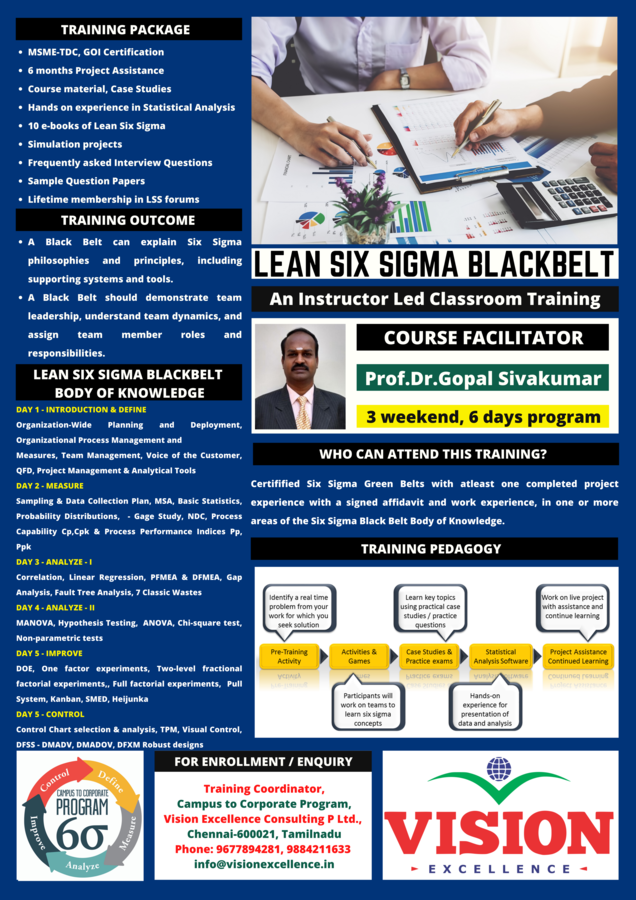 TRAINING PACKAGE
• MSME-TDC, GOI Certification
• 6 months Project Assistance
• Course material, Case Studies
• Hands on experience in Statistical Analysis
• 10 e-books of Lean Six Sigma
• Simulation projects
• Frequently asked Interview Questions
• Sample Question Papers
• Lifetime membership in LSS forums
TRAINING OUTCOME
• A Black Belt can explain Six Sigma
philosophies and principles, including
supporting systems and tools.
• A Black Belt should demonstrate team
leadership, understand team dynamics, and
assign team member roles and
responsibilities.
LEAN SIX SIGMA BLACKBELT
BODY OF KNOWLEDGE
DAY 1 - INTRODUCTION & DEFINE
Organization-Wide Planning and Deployment,
Organizational Process Management and
Measures, Team Management, Voice of the Customer,
QFD, Project Management & Analytical Tools
DAY 2 - MEASURE
Sampling & Data Collection Plan, MSA, Basic Statistics,
Probability Distributions, - Gage Study, NDC, Process
Capability Cp,Cpk & Process Performance Indices Pp,
Ppk
DAY 3 - ANALYZE - I
Correlation, Linear Regression, PFMEA & DFMEA, Gap
Analysis, Fault Tree Analysis, 7 Classic Wastes
DAY 4 - ANALYZE - II
MANOVA, Hypothesis Testing, ANOVA, Chi-square test,
Non-parametric tests
DAY 5 - IMPROVE
DOE, One factor experiments, Two-level fractional
factorial experiments,, Full factorial experiments, Pull
System, Kanban, SMED, Heijunka
DAY 5 - CONTROL
Control Chart selection & analysis, TPM, Visual Control,
DFSS - DMADV, DMADOV, DFXM Robust designs
LEAN SIX SIGMA BLACKBELT
An Instructor Led Classroom Training
COURSE FACILITATOR
Prof.Dr.Gopal Sivakumar
3 weekend, 6 days program
WHO CAN ATTEND THIS TRAINING?
Certifified Six Sigma Green Belts with atleast one completed project
experience with a signed affidavit and work experience, in one or more
areas of the Six Sigma Black Belt Body of Knowledge.
TRAINING PEDAGOGY
Identify a real time
problem from your
work for which you
seek solution
Learn key topics
using practical case
studies / practice
questions
Work on live project
with assistance and
continue learning
Pre-Training
Activity
Activities &
Games
Case Studies &
Practice exams
Statistical
Analysis Software
Project Assistance
Continued Learning
Participants will
work on teams to
learn six sigma
concepts
Hands-on
experience for
presentation of
data and analysis
Control
Define
Measure
Analyze
Improve
CAMPUS TO CORPORATE
PROGRAM
6σ
FOR ENROLLMENT / ENQUIRY
Training Coordinator,
Campus to Corporate Program,
Vision Excellence Consulting P Ltd.,
Chennai-600021, Tamilnadu
Phone: 9677894281, 9884211633
info@visionexcellence.in
VISION
EXCELLENCE